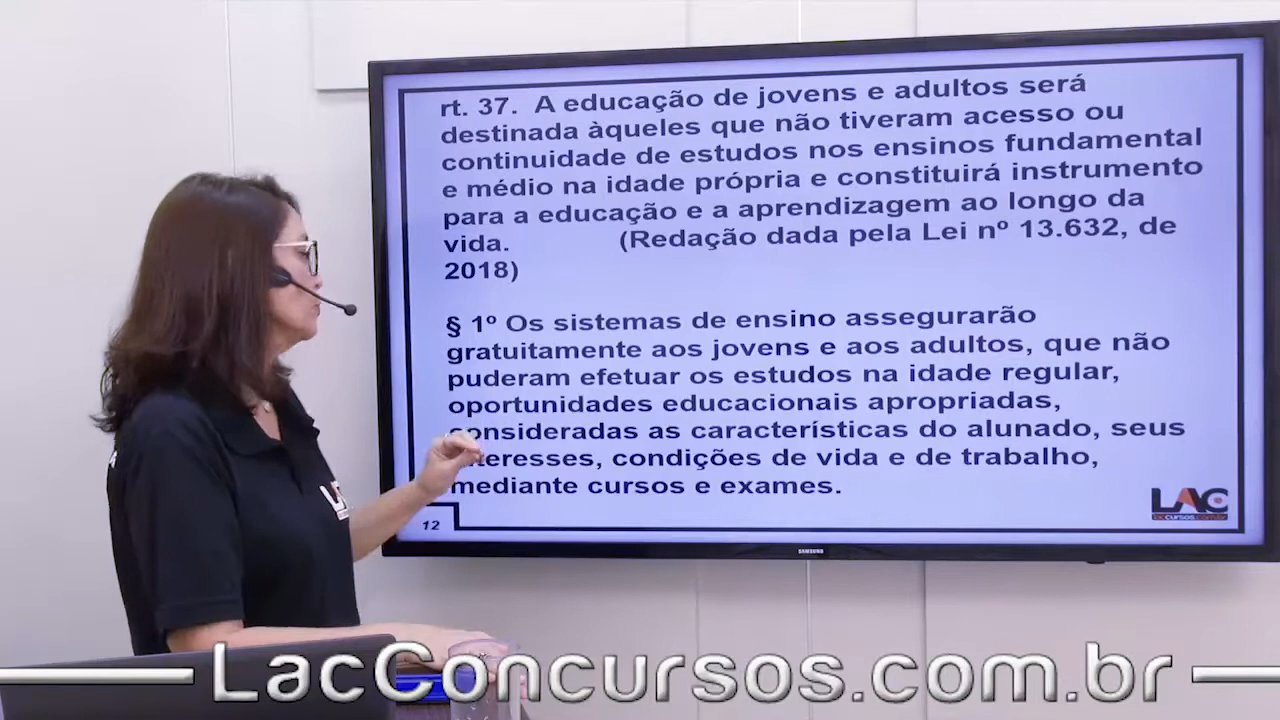 rt. 37. A educação de jovens e adultos será
destinada àqueles que não tiveram acesso ou
continuidade de estudos nos ensinos fundamental
e médio na idade própria e constituirá instrumento
para a educação e a aprendizagem ao longo da
vida. (Redação dada pela Lei nº 13.632, de
2018)
§ 1º Os sistemas de ensino assegurarão
gratuitamente aos jovens e aos adultos, que não
puderam efetuar os estudos na idade regular,
oportunidades educacionais apropriadas,
consideradas as características do alunado, seus
teresses, condições de vida e de trabalho,
mediante cursos e exames.
12
LAC
laccursos.com.br
SAMSUNG
LacConcursos.com.br